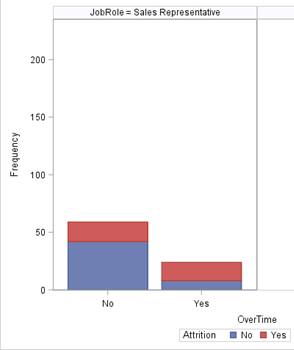 JobRole = Sales Representative
200
150
100
50
0
Frequency
No
Yes
OverTime
Attrition No Yes